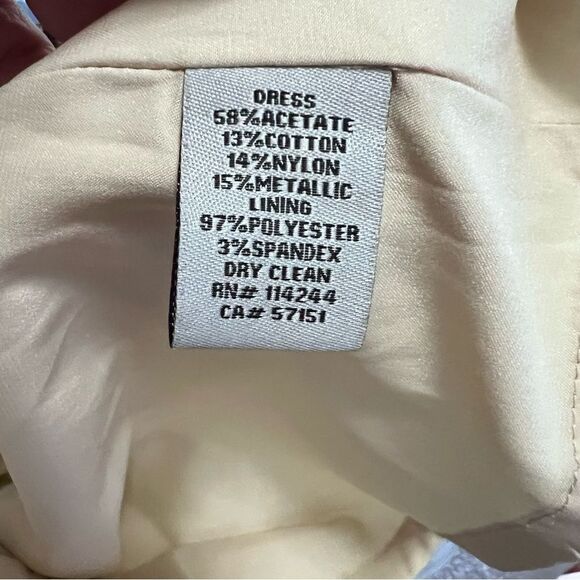 DRESS
58%ACETATE
13%COTTON
14%NYLON
15%METALLIC
LINING
97%POLYESTER
3%SPANDEX
DRY CLEAN
RN# 114244
CA# 57151